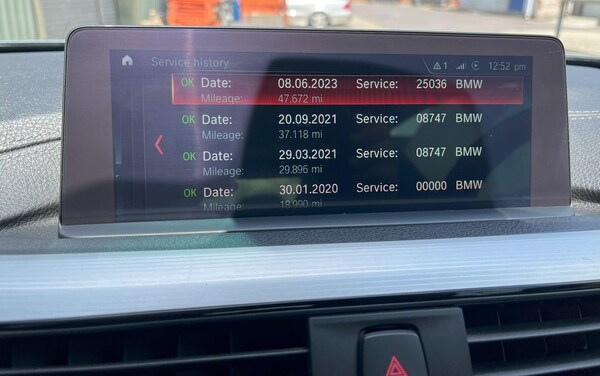 Service history 1 12:52 pm
OK Date: 08.06.2023 Service: 25036 BMW
Mileage: 47.672 mi
OK Date: 20.09.2021 Service: 08747 BMW
Mileage: 37.118 mi
OK Date: 29.03.2021 Service: 08747 BMW
Mileage: 29.896 mi
OK Date: 30.01.2020 Service: 00000 BMW
Mileage: 18.990 mi